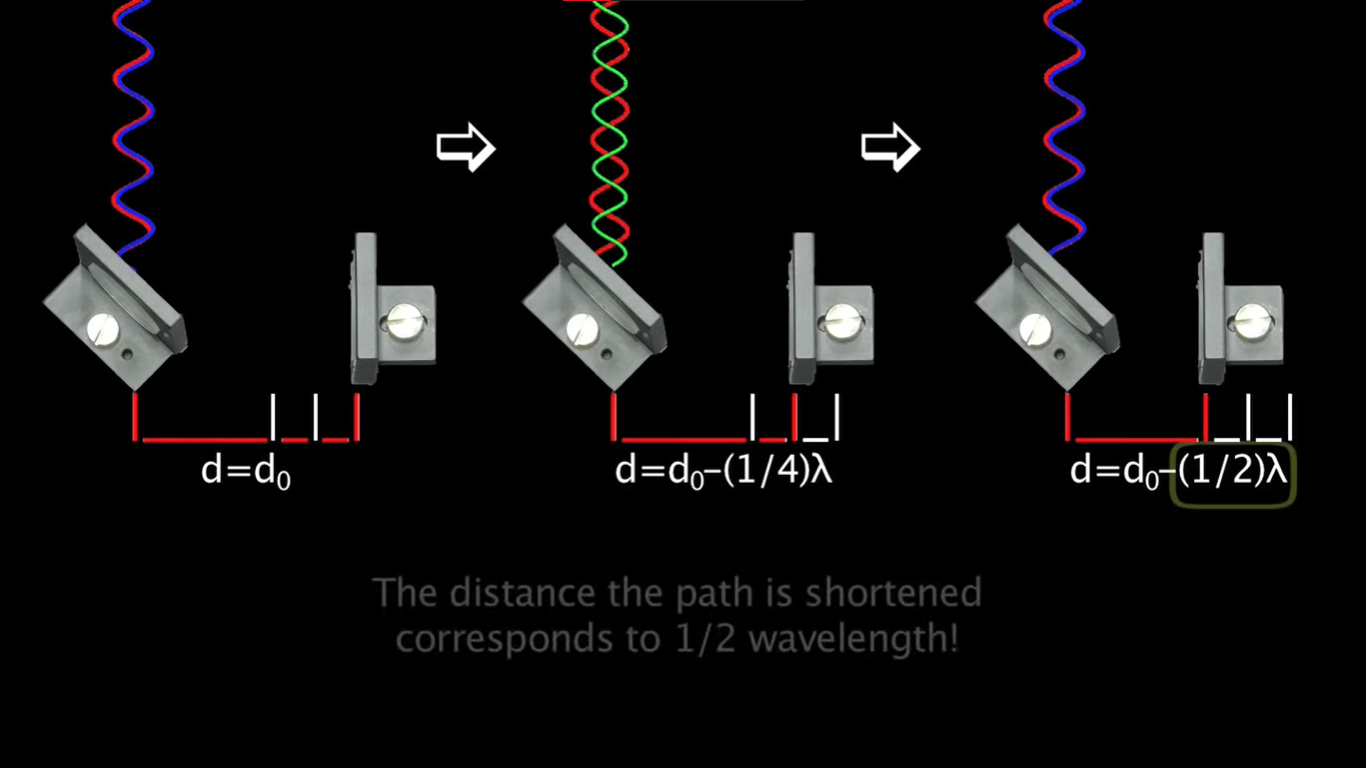 d=d₀
d=d₀-(1/4)λ
d=d₀-(1/2)λ
The distance the path is shortened
corresponds to 1/2 wavelength!